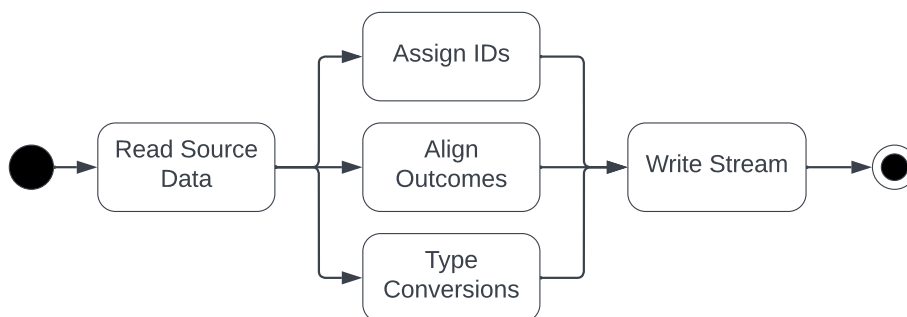 Assign IDs
Read Source
Data
Align
Outcomes
Write Stream
Type
Conversions